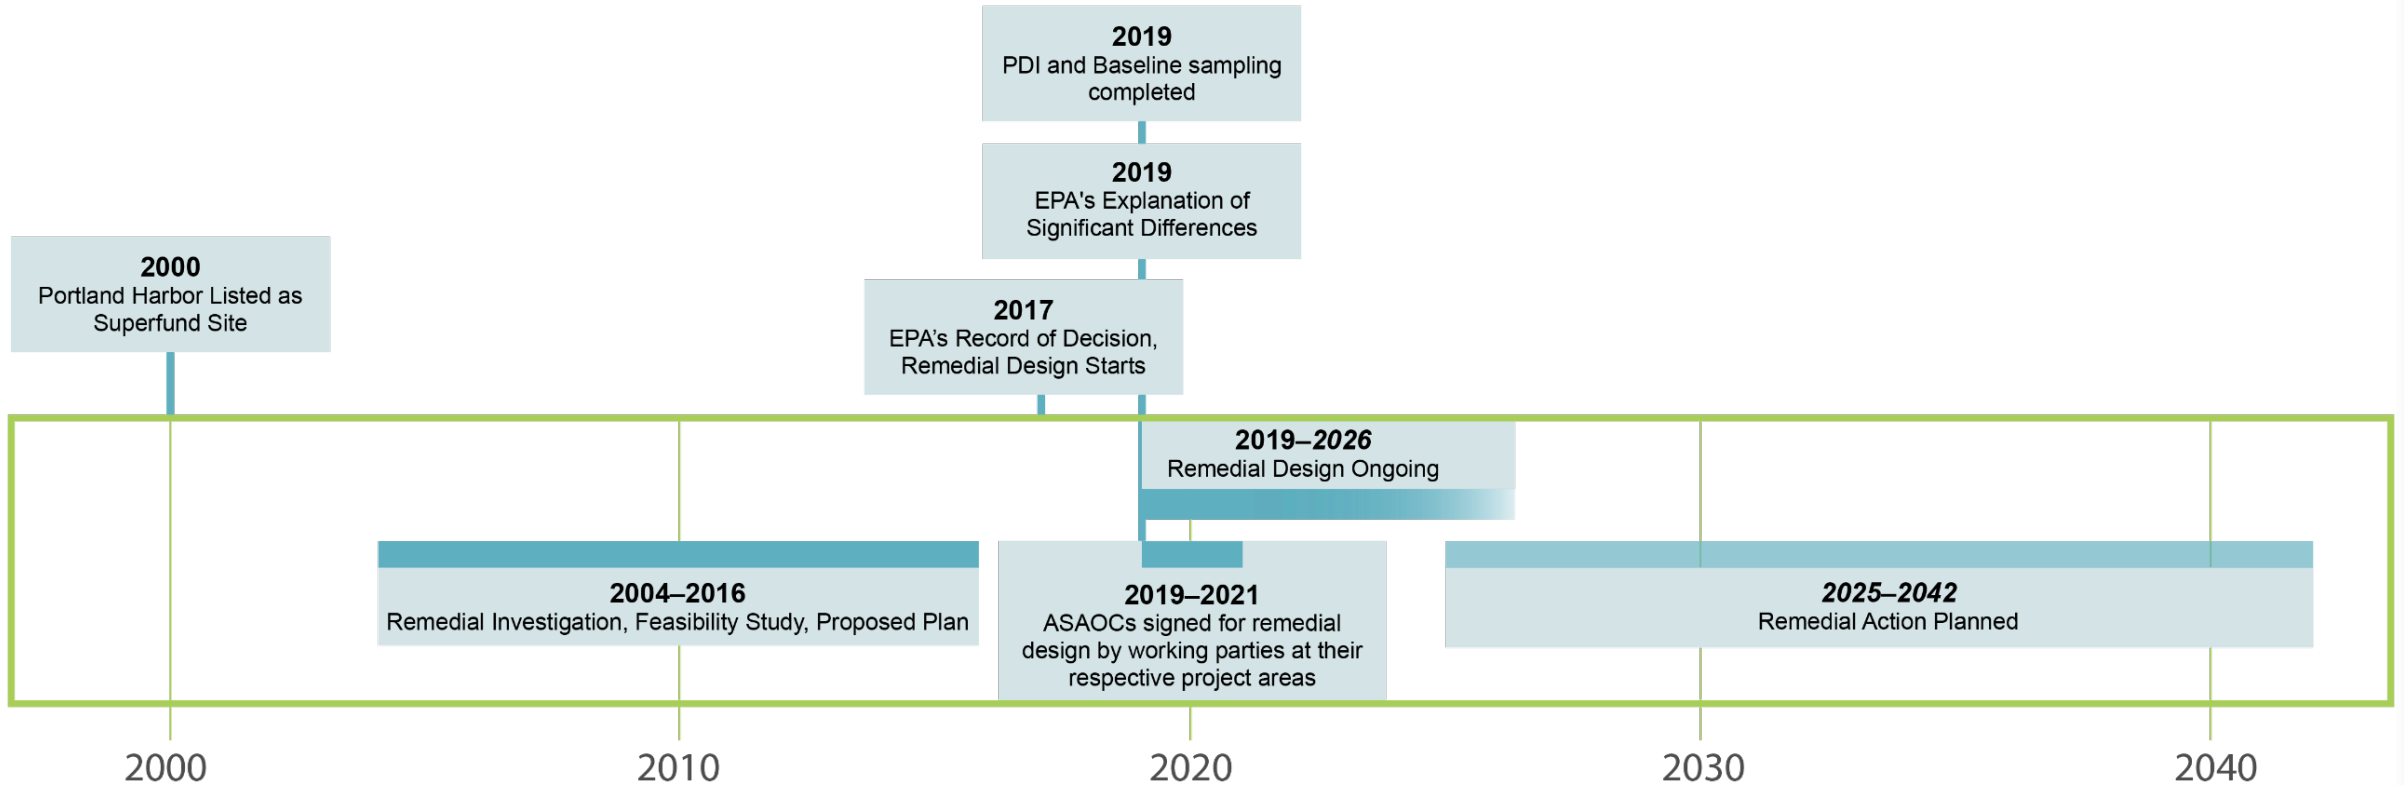 2019
PDI and Baseline sampling
completed
2019
EPA's Explanation of
Significant Differences
2000
Portland Harbor Listed as
Superfund Site
2017
EPA’s Record of Decision,
Remedial Design Starts
2019–2026
Remedial Design Ongoing
2004–2016
Remedial Investigation, Feasibility Study, Proposed Plan
2019–2021
ASAOCs signed for remedial
design by working parties at their
respective project areas
2025–2042
Remedial Action Planned
2000
2010
2020
2030
2040